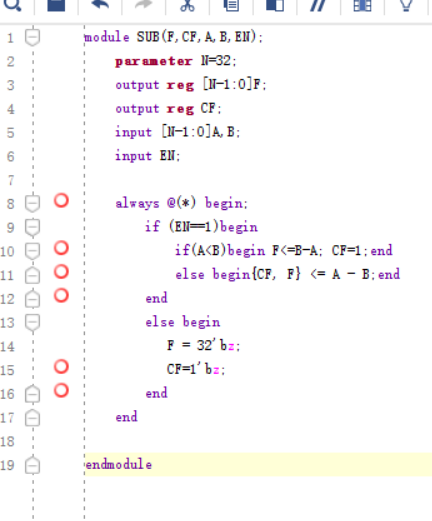 1 module SUB(F,CF,A,B,EN);
2 parameter N=32;
3 output reg [N-1:0]F;
4 output reg CF;
5 input [N-1:0]A,B;
6 input EN;
7
8 always @(*) begin;
9 if (EN==1)begin
10 if(A<B)begin F<=B-A; CF=1;end
11 else begin{CF, F} <= A - B;end
12 end
13 else begin
14 F = 32'bz;
15 CF=1'bz;
16 end
17 end
18
19 endmodule